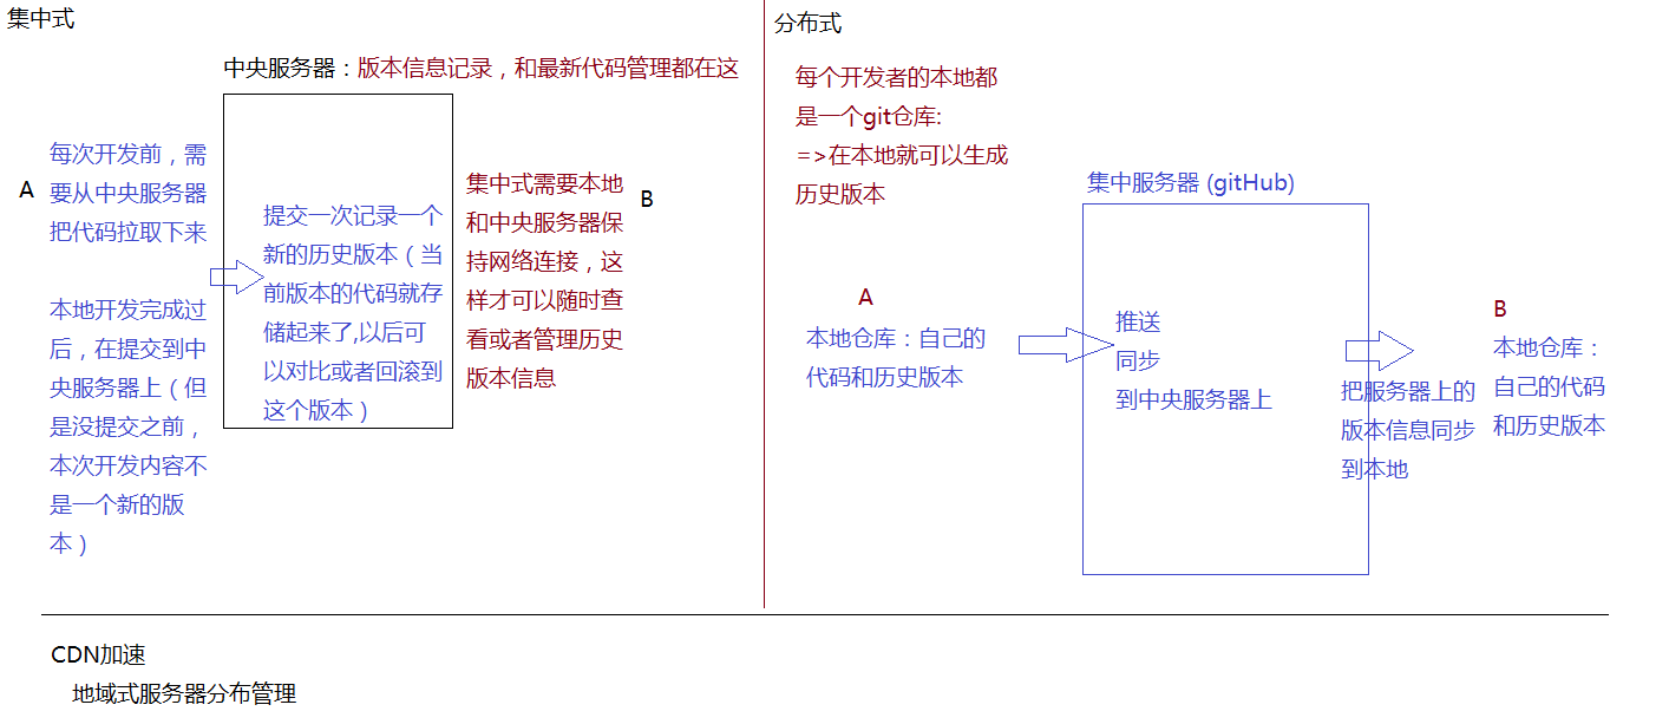 集中式
中央服务器：版本信息记录，和最新代码管理都在这
A
每次开发前，需
要从中央服务器
把代码拉取下来
本地开发完成过
后，在提交到中
央服务器上（但
是没提交之前，
本次开发内容不
是一个新的版
本）
提交一次记录一个
新的历史版本（当
前版本的代码就存
储起来了,以后可
以对比或者回滚到
这个版本）
集中式需要本地
和中央服务器保
持网络连接，这
样才可以随时查
看或者管理历史
版本信息
B
分布式
每个开发者的本地都
是一个git仓库:
=>在本地就可以生成
历史版本
集中服务器 (gitHub)
A
本地仓库：自己的
代码和历史版本
推送
同步
到中央服务器上
把服务器上的
版本信息同步
到本地
B
本地仓库：
自己的代码
和历史版本
CDN加速
地域式服务器分布管理